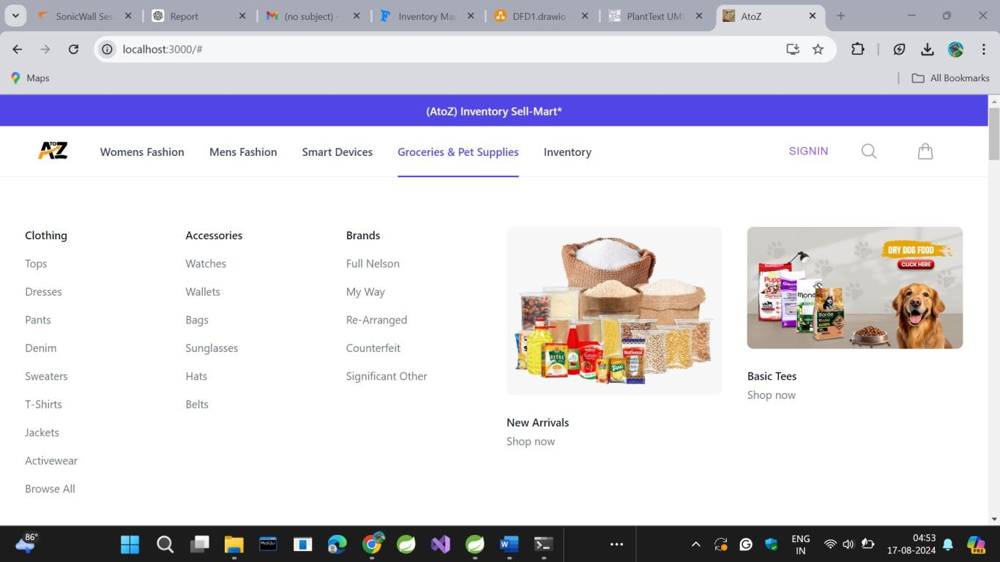 SonicWall Ses
Report
(no subject) -
Inventory Mar
DFD1.drawio
PlantText UML
AtoZ
localhost:3000/#
Maps
All Bookmarks
(AtoZ) Inventory Sell-Mart*
A TO Z
Womens Fashion
Mens Fashion
Smart Devices
Groceries & Pet Supplies
Inventory
SIGNIN
Clothing
Tops
Dresses
Pants
Denim
Sweaters
T-Shirts
Jackets
Activewear
Browse All
Accessories
Watches
Wallets
Bags
Sunglasses
Hats
Belts
Brands
Full Nelson
My Way
Re-Arranged
Counterfeit
Significant Other
VITAL
National
TANG
New Arrivals
Shop now
DRY DOG FOOD
CLICK HERE
Monge
Basic Tees
Shop now
86°
MySQL
ENG
IN
04:53
17-08-2024
PRE